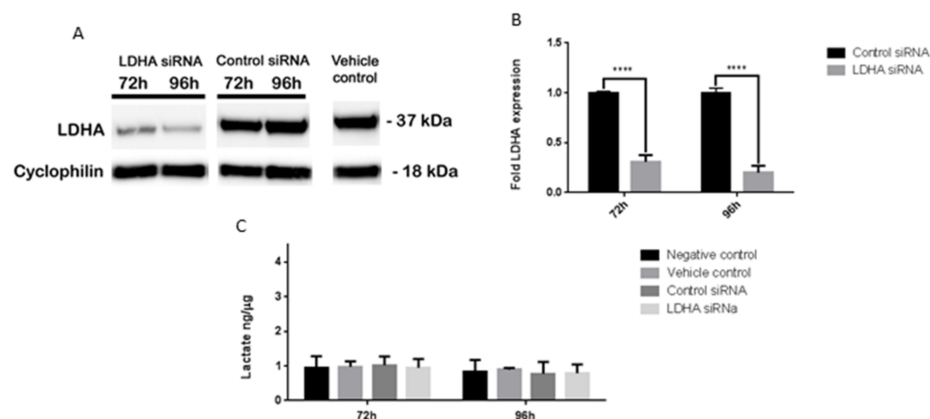 A
LDHA siRNA Control siRNA Vehicle control
72h 96h 72h 96h
LDHA - 37 kDa
Cyclophilin - 18 kDa
B
Fold LDHA expression
1.5
1.0
0.5
0.0
**** ****
72h 96h
Control siRNA
LDHA siRNA
C
Lactate ng/µg
4
3
2
1
0
72h 96h
Negative control
Vehicle control
Control siRNA
LDHA siRNa